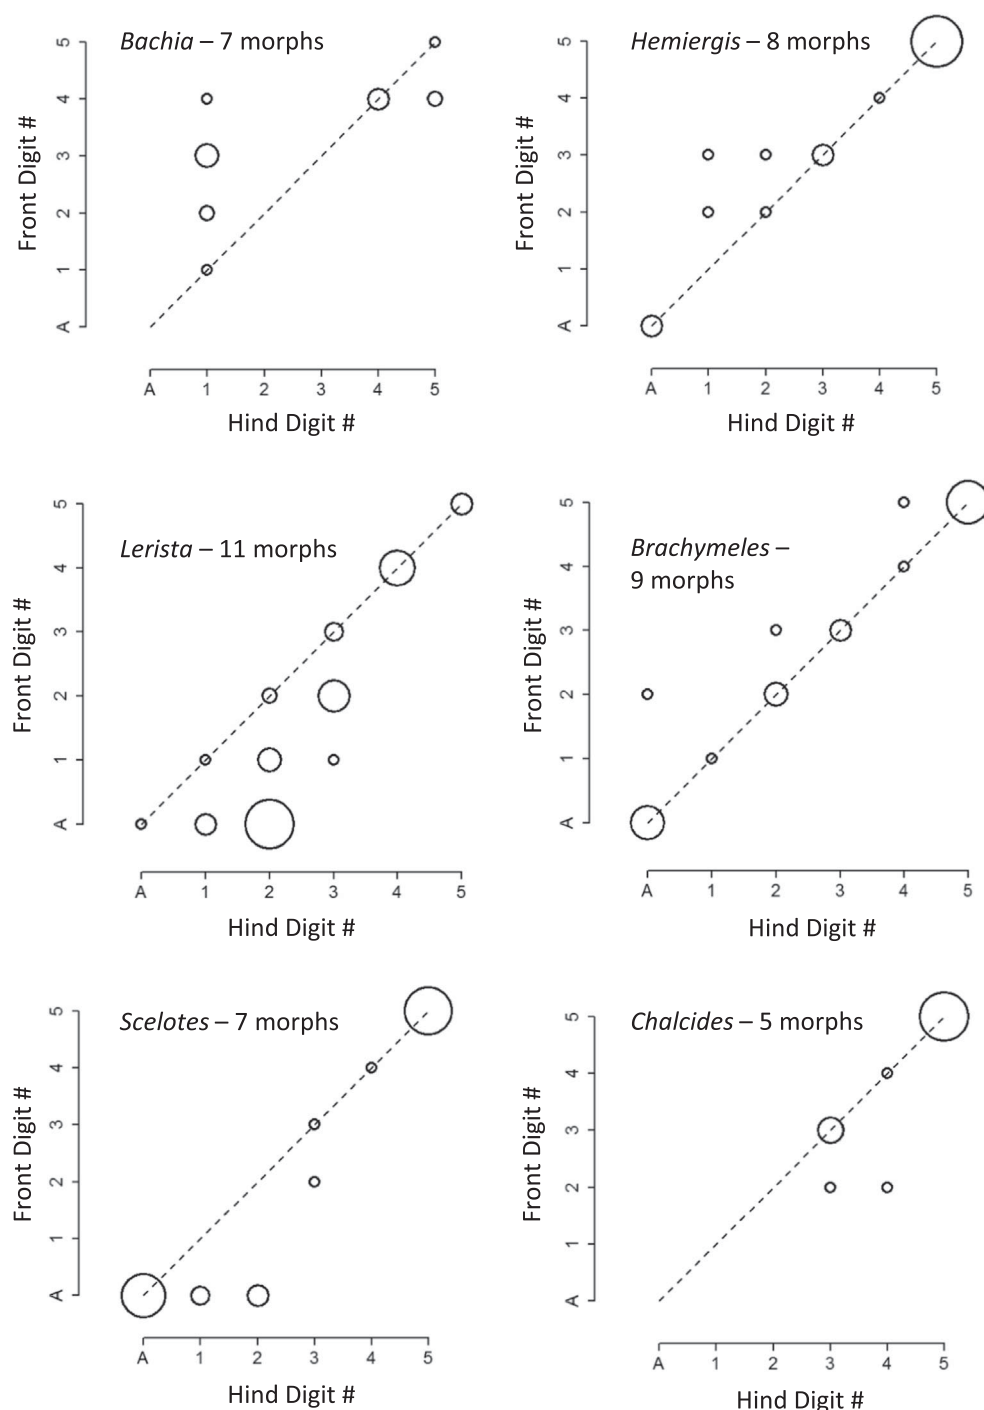 Bachia – 7 morphs
5
4
3
2
1
A
Front Digit #
A 1 2 3 4 5
Hind Digit #
Hemiergis – 8 morphs
5
4
3
2
1
A
Front Digit #
A 1 2 3 4 5
Hind Digit #
Lerista – 11 morphs
5
4
3
2
1
A
Front Digit #
A 1 2 3 4 5
Hind Digit #
Brachymeles –
9 morphs
5
4
3
2
1
A
Front Digit #
A 1 2 3 4 5
Hind Digit #
Scelotes – 7 morphs
5
4
3
2
1
A
Front Digit #
A 1 2 3 4 5
Hind Digit #
Chalcides – 5 morphs
5
4
3
2
1
A
Front Digit #
A 1 2 3 4 5
Hind Digit #